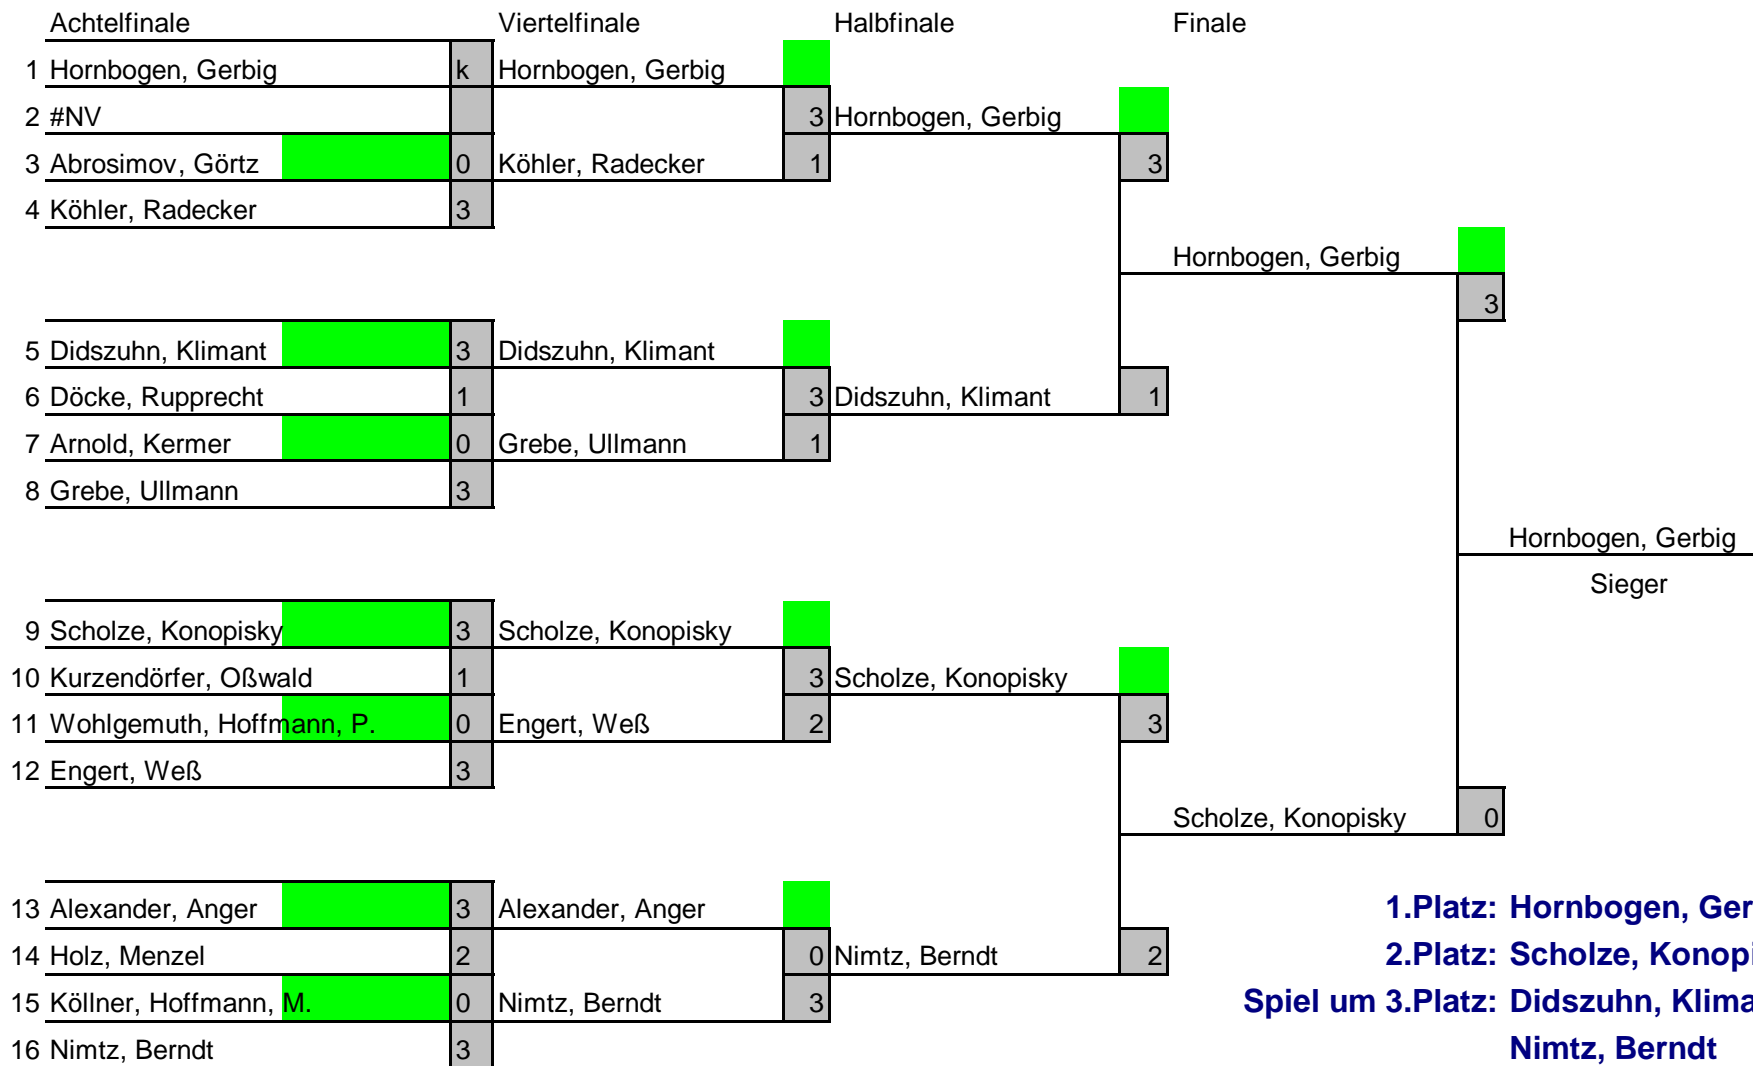 Achtelfinale Viertelfinale Halbfinale Finale
1 Hornbogen, Gerbig k Hornbogen, Gerbig
2 #NV 3 Hornbogen, Gerbig
3 Abrosimov, Görtz 0 Köhler, Radecker 1 3
4 Köhler, Radecker 3
Hornbogen, Gerbig
3
5 Didszuhn, Klimant 3 Didszuhn, Klimant
6 Döcke, Rupprecht 1 3 Didszuhn, Klimant 1
7 Arnold, Kermer 0 Grebe, Ullmann 1
8 Grebe, Ullmann 3
Hornbogen, Gerbig
Sieger
9 Scholze, Konopisky 3 Scholze, Konopisky
10 Kurzendörfer, Oßwald 1 3 Scholze, Konopisky
11 Wohlgemuth, Hoffmann, P. 0 Engert, Weß 2 3
12 Engert, Weß 3
Scholze, Konopisky 0
13 Alexander, Anger 3 Alexander, Anger 1.Platz: Hornbogen, Ger
14 Holz, Menzel 2 0 Nimtz, Berndt 2 2.Platz: Scholze, Konopi
15 Köllner, Hoffmann, M. 0 Nimtz, Berndt 3 Spiel um 3.Platz: Didszuhn, Klima
16 Nimtz, Berndt 3 Nimtz, Berndt